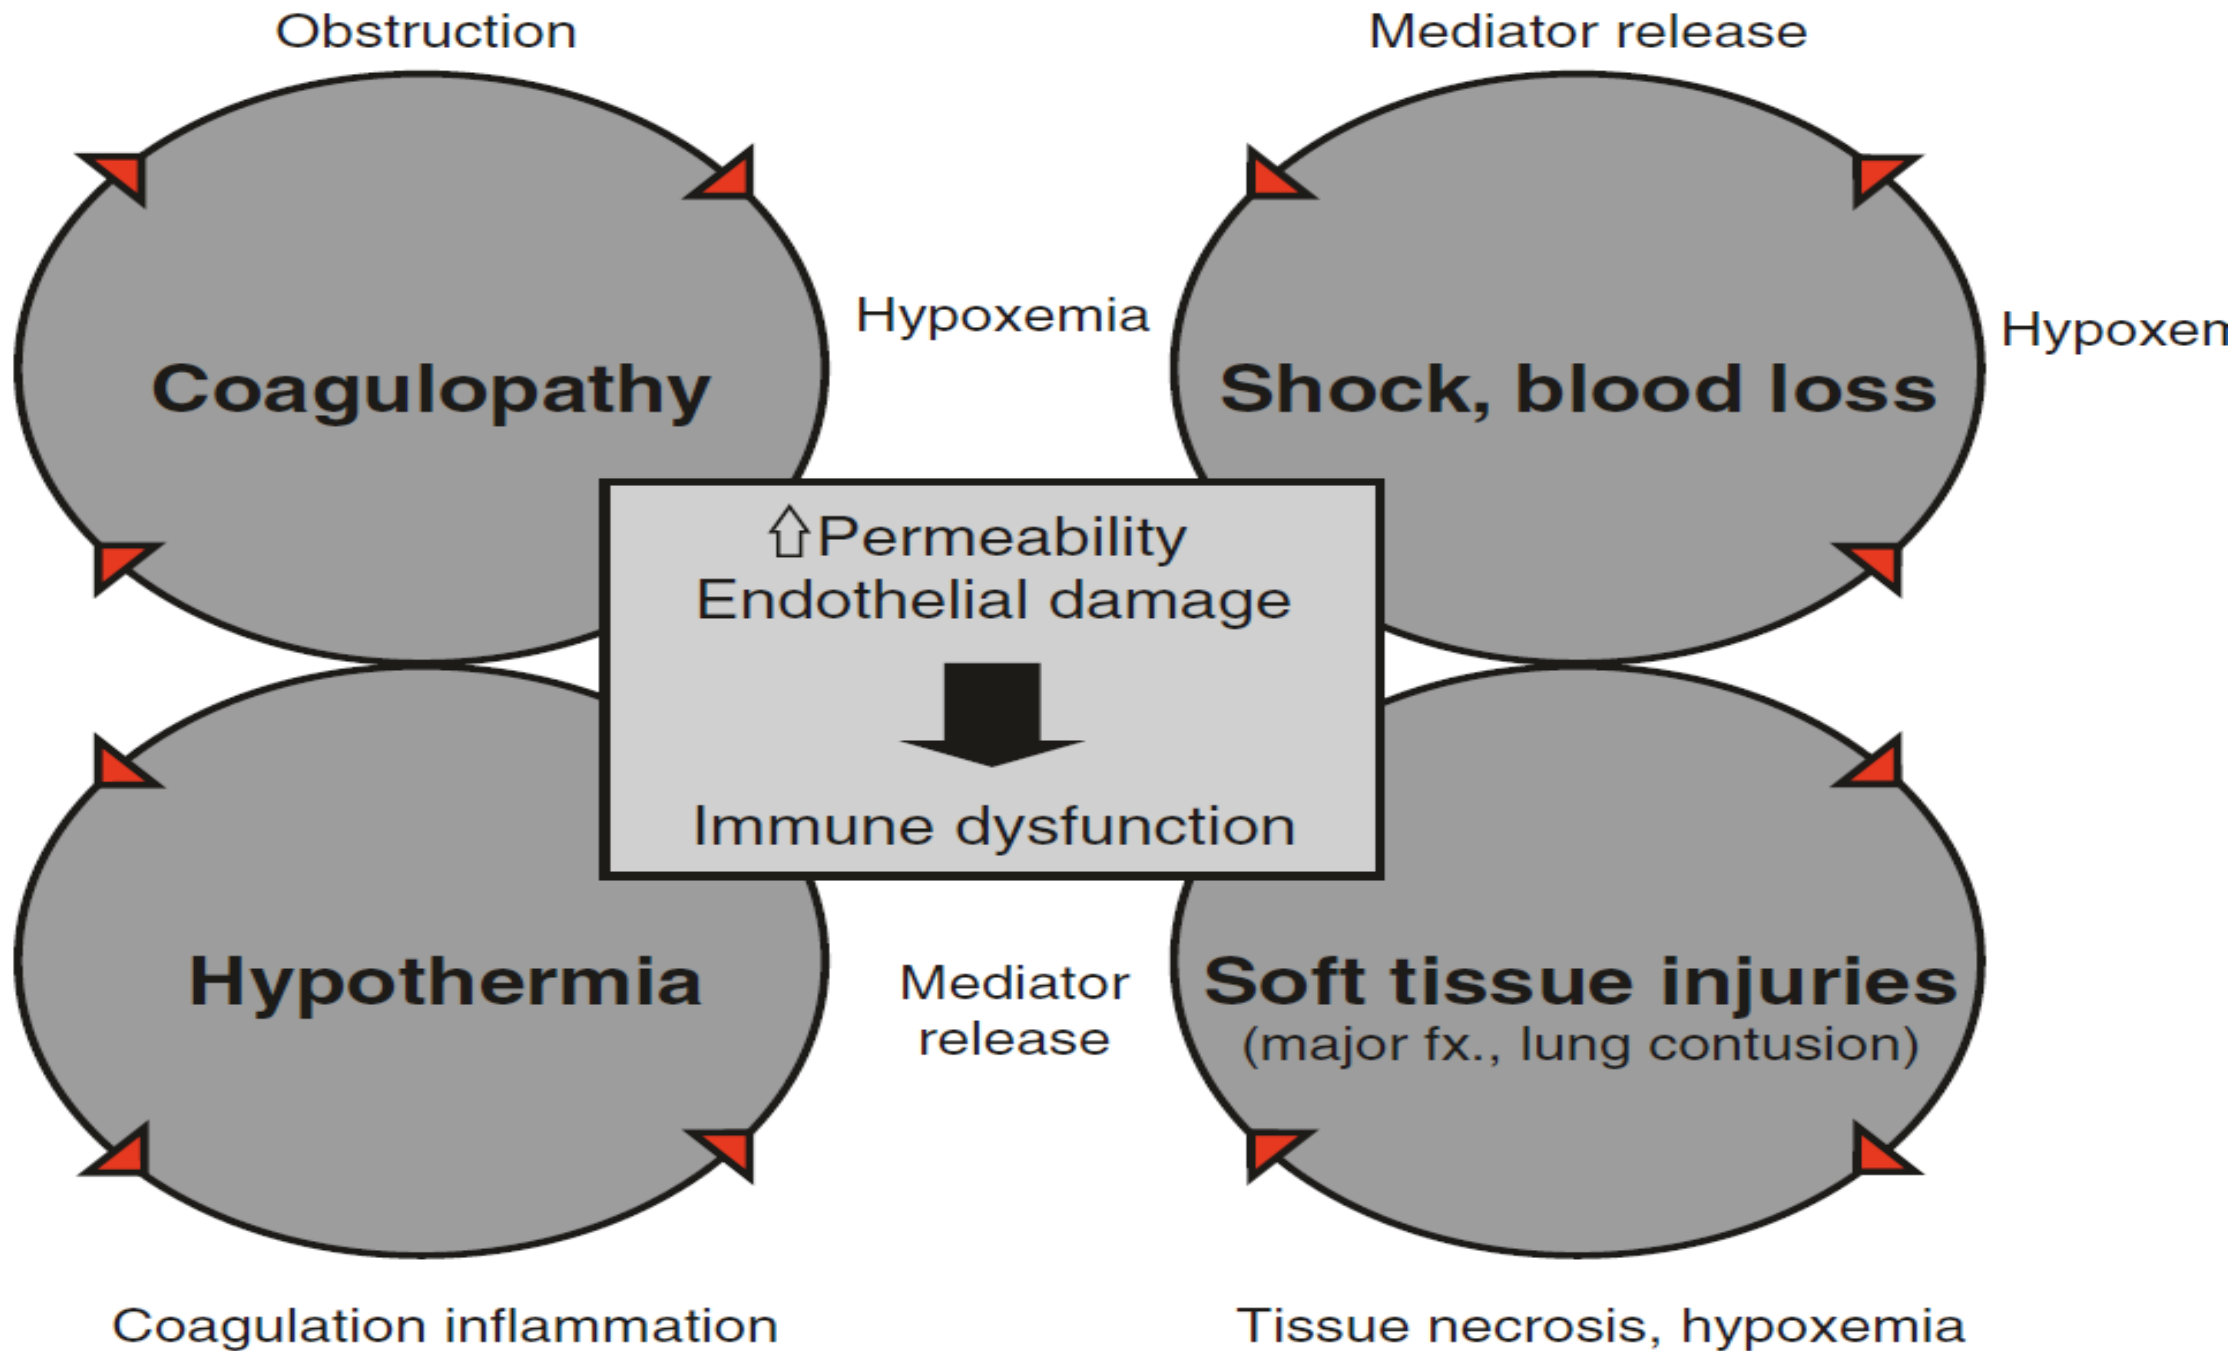 Obstruction
Mediator release
Hypoxemia
Hypoxem
Coagulopathy
Shock, blood loss
Permeability
Endothelial damage
Immune dysfunction
Hypothermia
Mediator
release
Soft tissue injuries
(major fx., lung contusion)
Coagulation inflammation
Tissue necrosis, hypoxemia